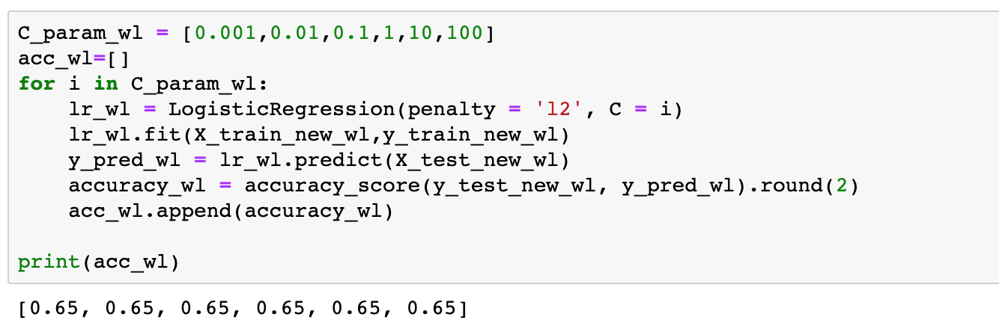 C_param_wl = [0.001,0.01,0.1,1,10,100]
acc_wl=[]
for i in C_param_wl:
    lr_wl = LogisticRegression(penalty = 'l2', C = i)
    lr_wl.fit(X_train_new_wl,y_train_new_wl)
    y_pred_wl = lr_wl.predict(X_test_new_wl)
    accuracy_wl = accuracy_score(y_test_new_wl, y_pred_wl).round(2)
    acc_wl.append(accuracy_wl)
print(acc_wl)
[0.65, 0.65, 0.65, 0.65, 0.65, 0.65]